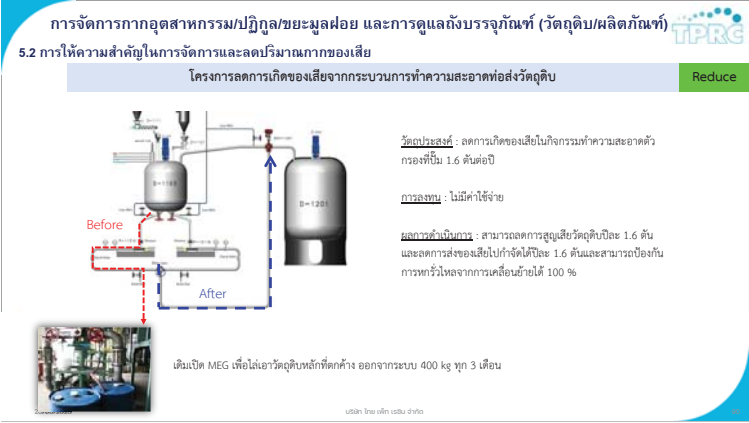 การจัดการกากอุตสาหกรรม/ปฏิกูล/ขยะมูลฝอย และการดูแลถังบรรจุภัณฑ์ (วัตถุดิบ/ผลิตภัณฑ์)
TPRC
5.2 การให้ความสำคัญในการจัดการและลดปริมาณกากของเสีย
โครงการลดการเกิดของเสียจากกระบวนการทำความสะอาดท่อส่งวัตถุดิบ
Reduce
วัตถุประสงค์ : ลดการเกิดของเสียในกิจกรรมทำความสะอาดตัว
กรองที่ปั๊ม 1.6 ตันต่อปี
การลงทุน : ไม่มีค่าใช้จ่าย
ผลการดำเนินการ : สามารถลดการสูญเสียวัตถุดิบปีละ 1.6 ตัน
และลดการส่งของเสียไปกำจัดได้ปีละ 1.6 ตันและสามารถป้องกัน
การหกรั่วไหลจากการเคลื่อนย้ายได้ 100 %
D-1201
Before
After
เดิมเปิด MEG เพื่อไล่เอาวัตถุดิบหลักที่ตกค้าง ออกจากระบบ 400 kg ทุก 3 เดือน
บริษัท ไทย เพ็ท เรซิน จำกัด